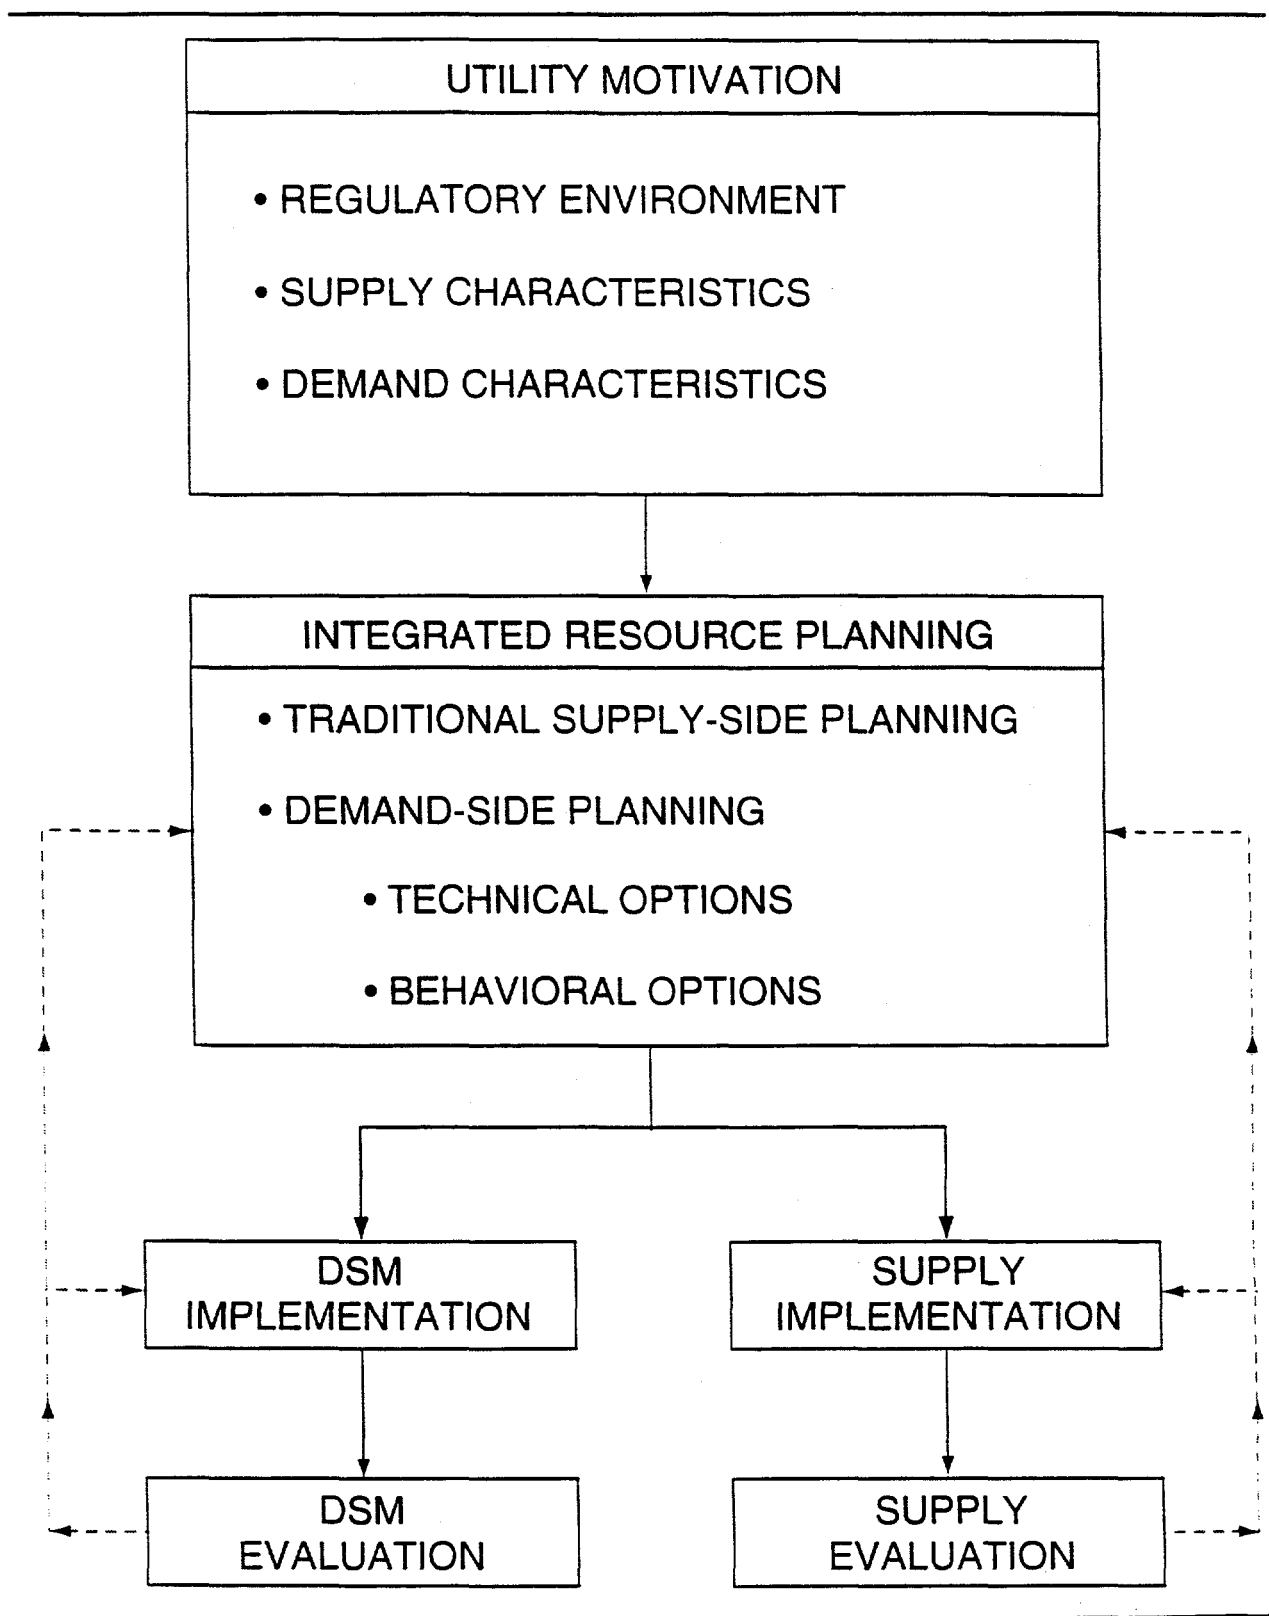 UTILITY MOTIVATION
• REGULATORY ENVIRONMENT
• SUPPLY CHARACTERISTICS
• DEMAND CHARACTERISTICS
INTEGRATED RESOURCE PLANNING
• TRADITIONAL SUPPLY-SIDE PLANNING
• DEMAND-SIDE PLANNING
• TECHNICAL OPTIONS
• BEHAVIORAL OPTIONS
DSM
IMPLEMENTATION
SUPPLY
IMPLEMENTATION
DSM
EVALUATION
SUPPLY
EVALUATION